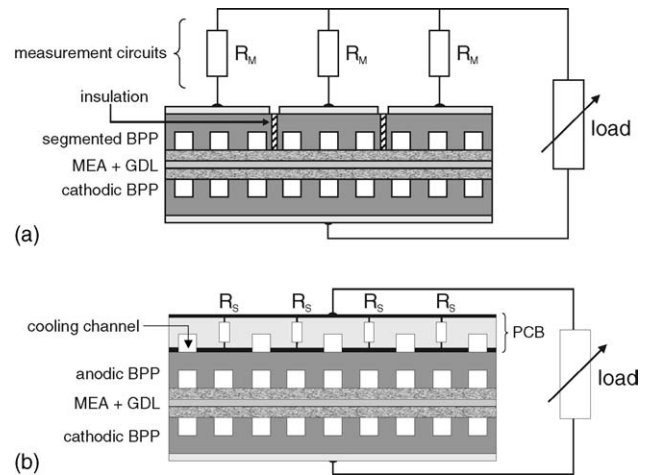 (a)
measurement circuits
R_M R_M R_M
insulation
segmented BPP
MEA + GDL
cathodic BPP
load
(b)
R_S R_S R_S R_S
cooling channel
PCB
anodic BPP
MEA + GDL
cathodic BPP
load